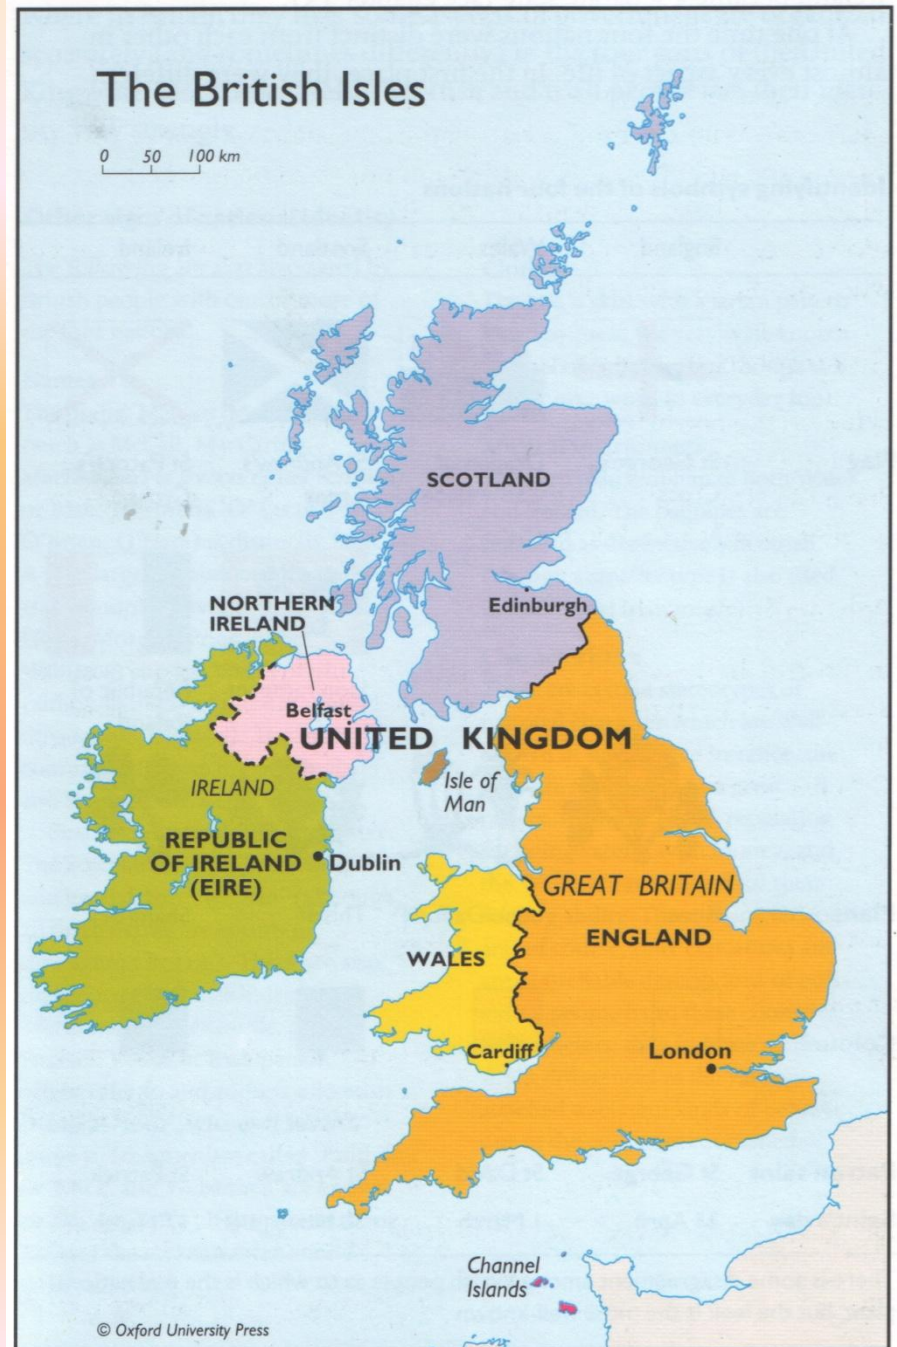 The British Isles
0 50 100 km
SCOTLAND
Edinburgh
NORTHERN
IRELAND
Belfast
UNITED KINGDOM
Isle of
Man
IRELAND
REPUBLIC
OF IRELAND
(EIRE)
Dublin
GREAT BRITAIN
ENGLAND
WALES
Cardiff
London
Channel
Islands
© Oxford University Press